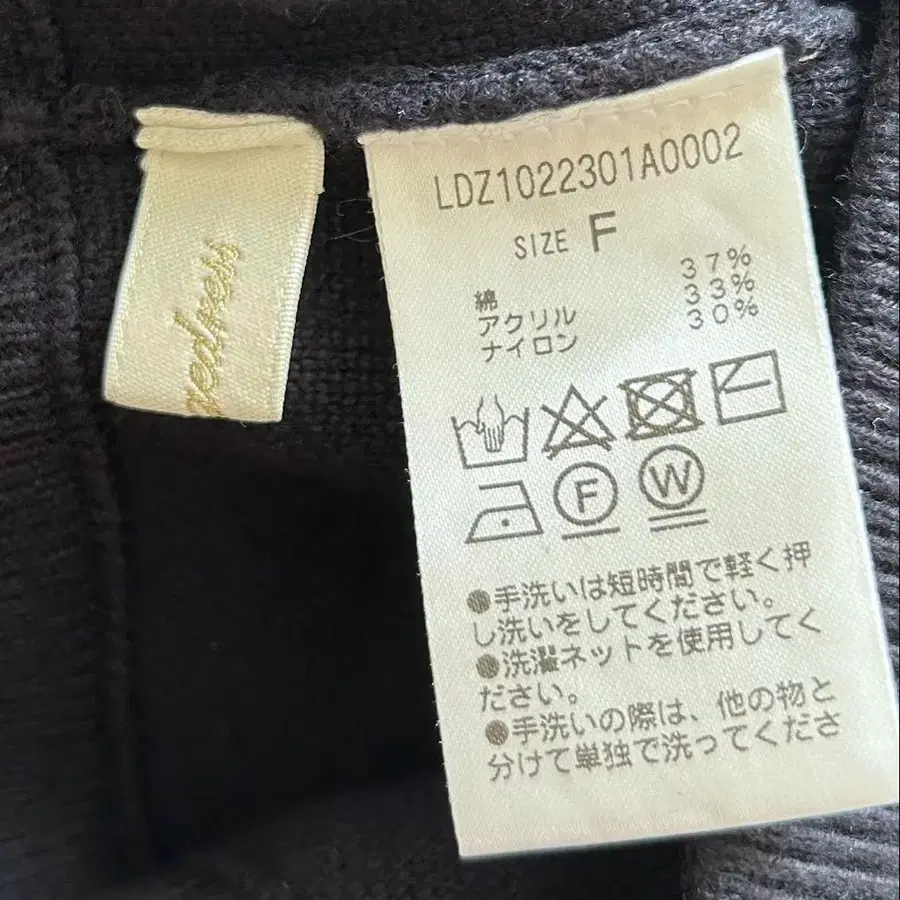 LDZ1022301A0002
SIZE F
綿 37%
アクリル 33%
ナイロン 30%
F W
●手洗いは短時間で軽く押
し洗いをしてください。
●洗濯ネットを使用してく
ださい。
●手洗いの際は、他の物と
分けて単独で洗ってくださ